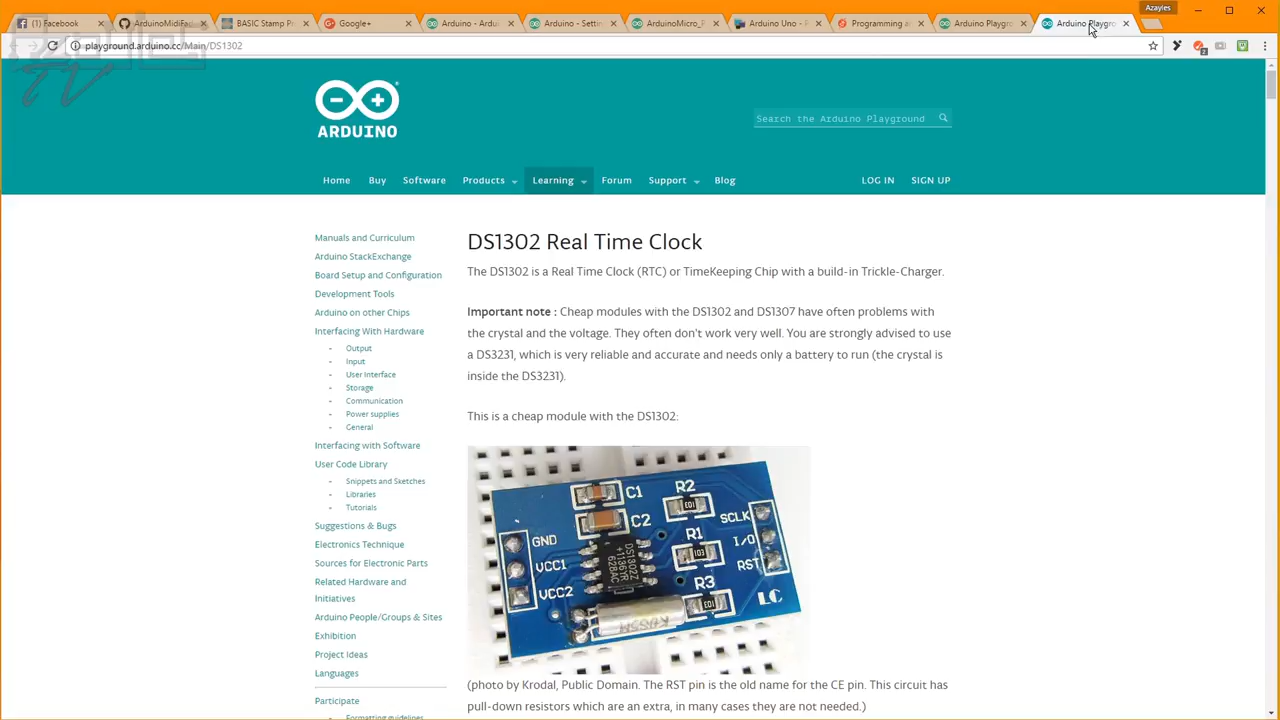 Azayles
(1) Facebook
ArduinoMidiFad
BASIC Stamp Pr
Google+
Arduino - Ardu
Arduino - Settin
ArduinoMicro_P
Arduino Uno - P
Programming a
Arduino Playgr
Arduino Playgr
playground.arduino.cc/Main/DS1302
TV
ARDUINO
Search the Arduino Playground
Home
Buy
Software
Products
Learning
Forum
Support
Blog
LOG IN
SIGN UP
Manuals and Curriculum
Arduino StackExchange
Board Setup and Configuration
Development Tools
Arduino on other Chips
Interfacing With Hardware
- Output
- Input
- User Interface
- Storage
- Communication
- Power supplies
- General
Interfacing with Software
User Code Library
- Snippets and Sketches
- Libraries
- Tutorials
Suggestions & Bugs
Electronics Technique
Sources for Electronic Parts
Related Hardware and
Initiatives
Arduino People/Groups & Sites
Exhibition
Project Ideas
Languages
Participate
- Formatting guidelines
DS1302 Real Time Clock
The DS1302 is a Real Time Clock (RTC) or TimeKeeping Chip with a build-in Trickle-Charger.
Important note : Cheap modules with the DS1302 and DS1307 have often problems with
the crystal and the voltage. They often don't work very well. You are strongly advised to use
a DS3231, which is very reliable and accurate and needs only a battery to run (the crystal is
inside the DS3231).
This is a cheap module with the DS1302:
C1
C2
R2
R1
R3
103
103
103
GND
VCC1
VCC2
SCLK
I/O
RST
DS1302Z
LC
(photo by Krodal, Public Domain. The RST pin is the old name for the CE pin. This circuit has
pull-down resistors which are an extra, in many cases they are not needed.)